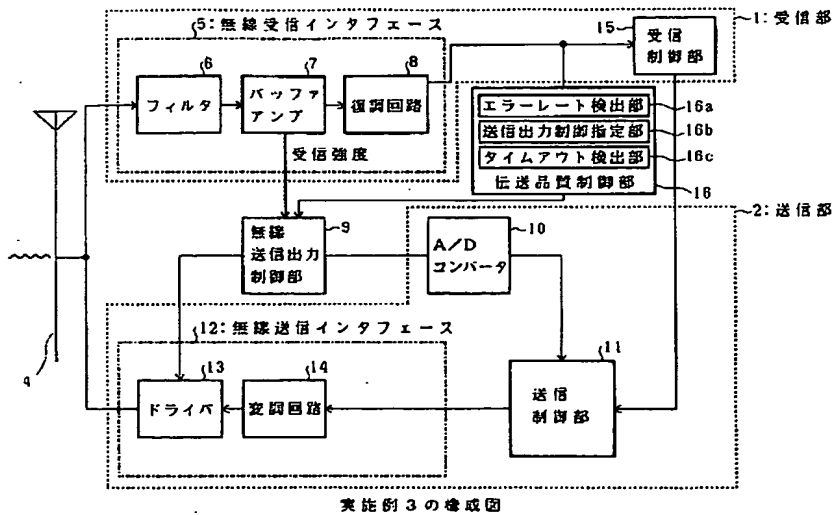 5:無線受信インタフェース
15
1:受信部
6
7
8
受信
制御部
フィルタ
バッファ
アンプ
復調回路
エラーレート検出部
16a
送信出力制御指定部
16b
タイムアウト検出部
16c
伝送品質制御部
16
受信強度
2:送信部
9
10
無線
送信出力
制御部
A/D
コンバータ
12:無線送信インタフェース
11
4
13
14
ドライバ
変調回路
送信
制御部
実施例3の構成図